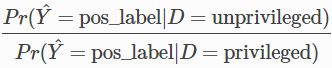 Pr(Ŷ = pos_label|D = unprivileged)
Pr(Ŷ = pos_label|D = privileged)